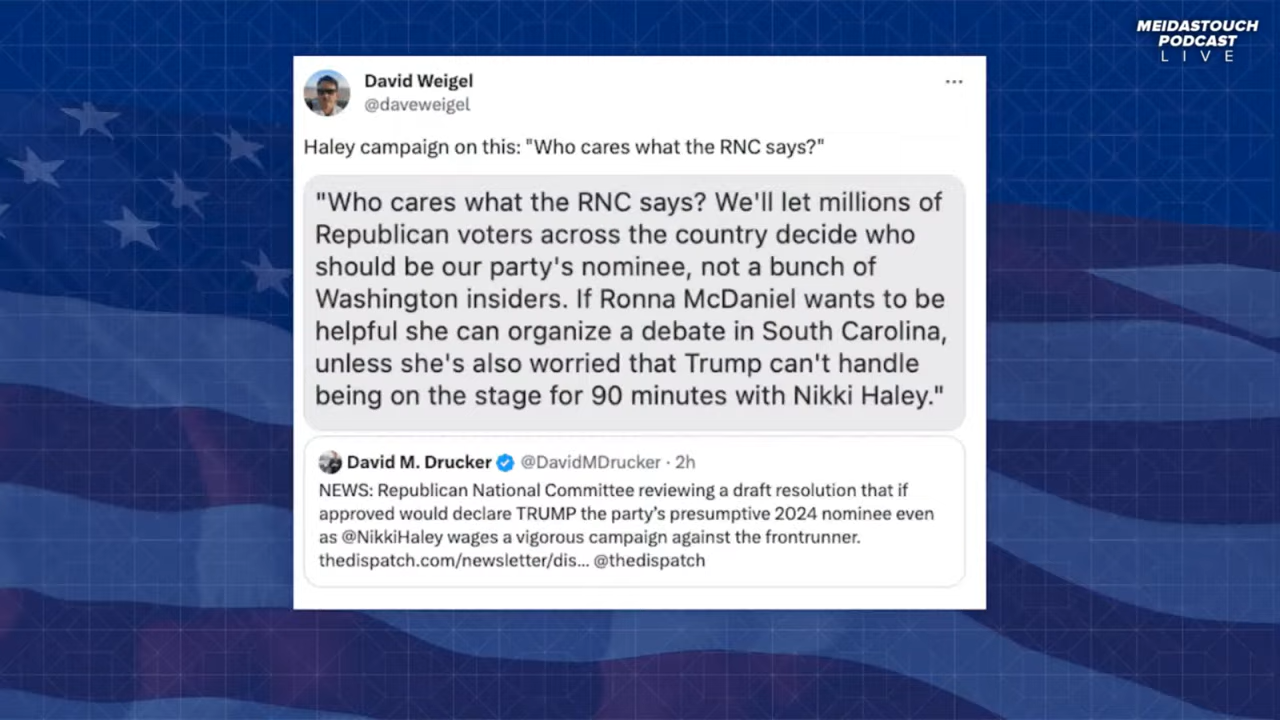 MEIDASTOUCH
PODCAST
LIVE
David Weigel
@daveweigel
Haley campaign on this: "Who cares what the RNC says?"
"Who cares what the RNC says? We'll let millions of
Republican voters across the country decide who
should be our party's nominee, not a bunch of
Washington insiders. If Ronna McDaniel wants to be
helpful she can organize a debate in South Carolina,
unless she's also worried that Trump can't handle
being on the stage for 90 minutes with Nikki Haley."
David M. Drucker @DavidMDrucker · 2h
NEWS: Republican National Committee reviewing a draft resolution that if
approved would declare TRUMP the party’s presumptive 2024 nominee even
as @NikkiHaley wages a vigorous campaign against the frontrunner.
thedispatch.com/newsletter/dis... @thedispatch